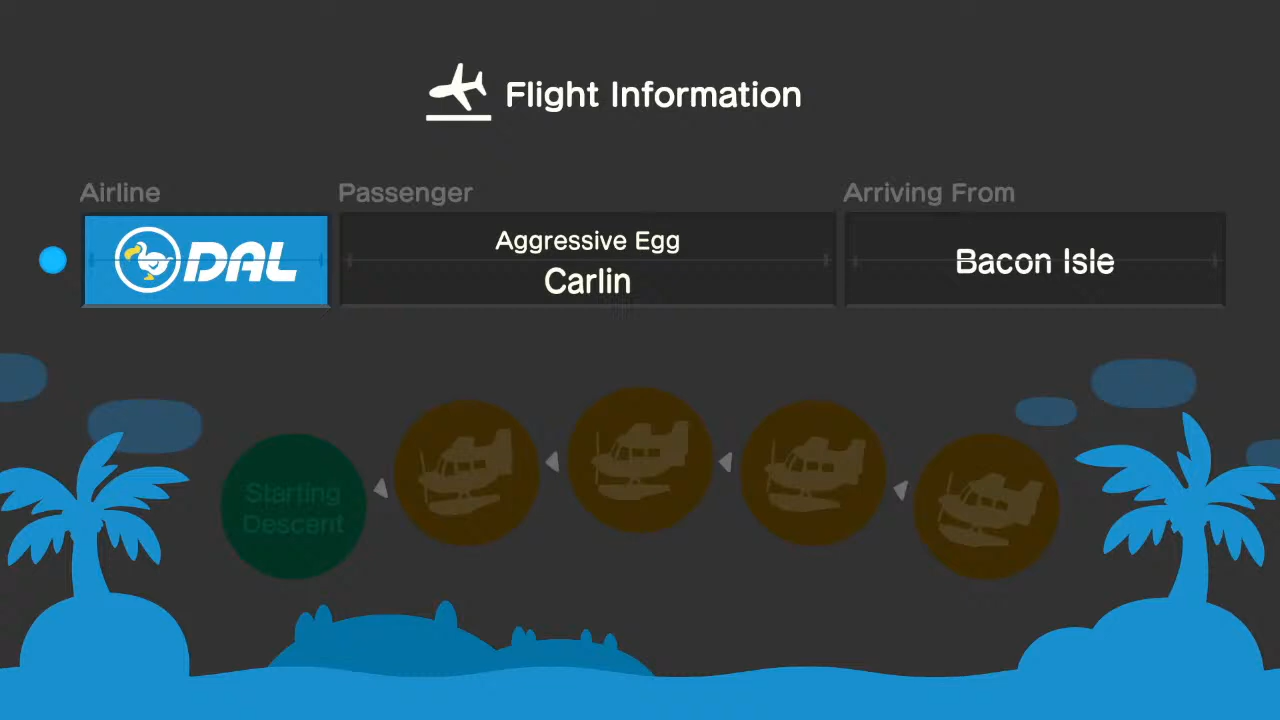 Flight Information
Airline
Passenger
Arriving From
DAL
Aggressive Egg
Carlin
Bacon Isle
Starting
Descent